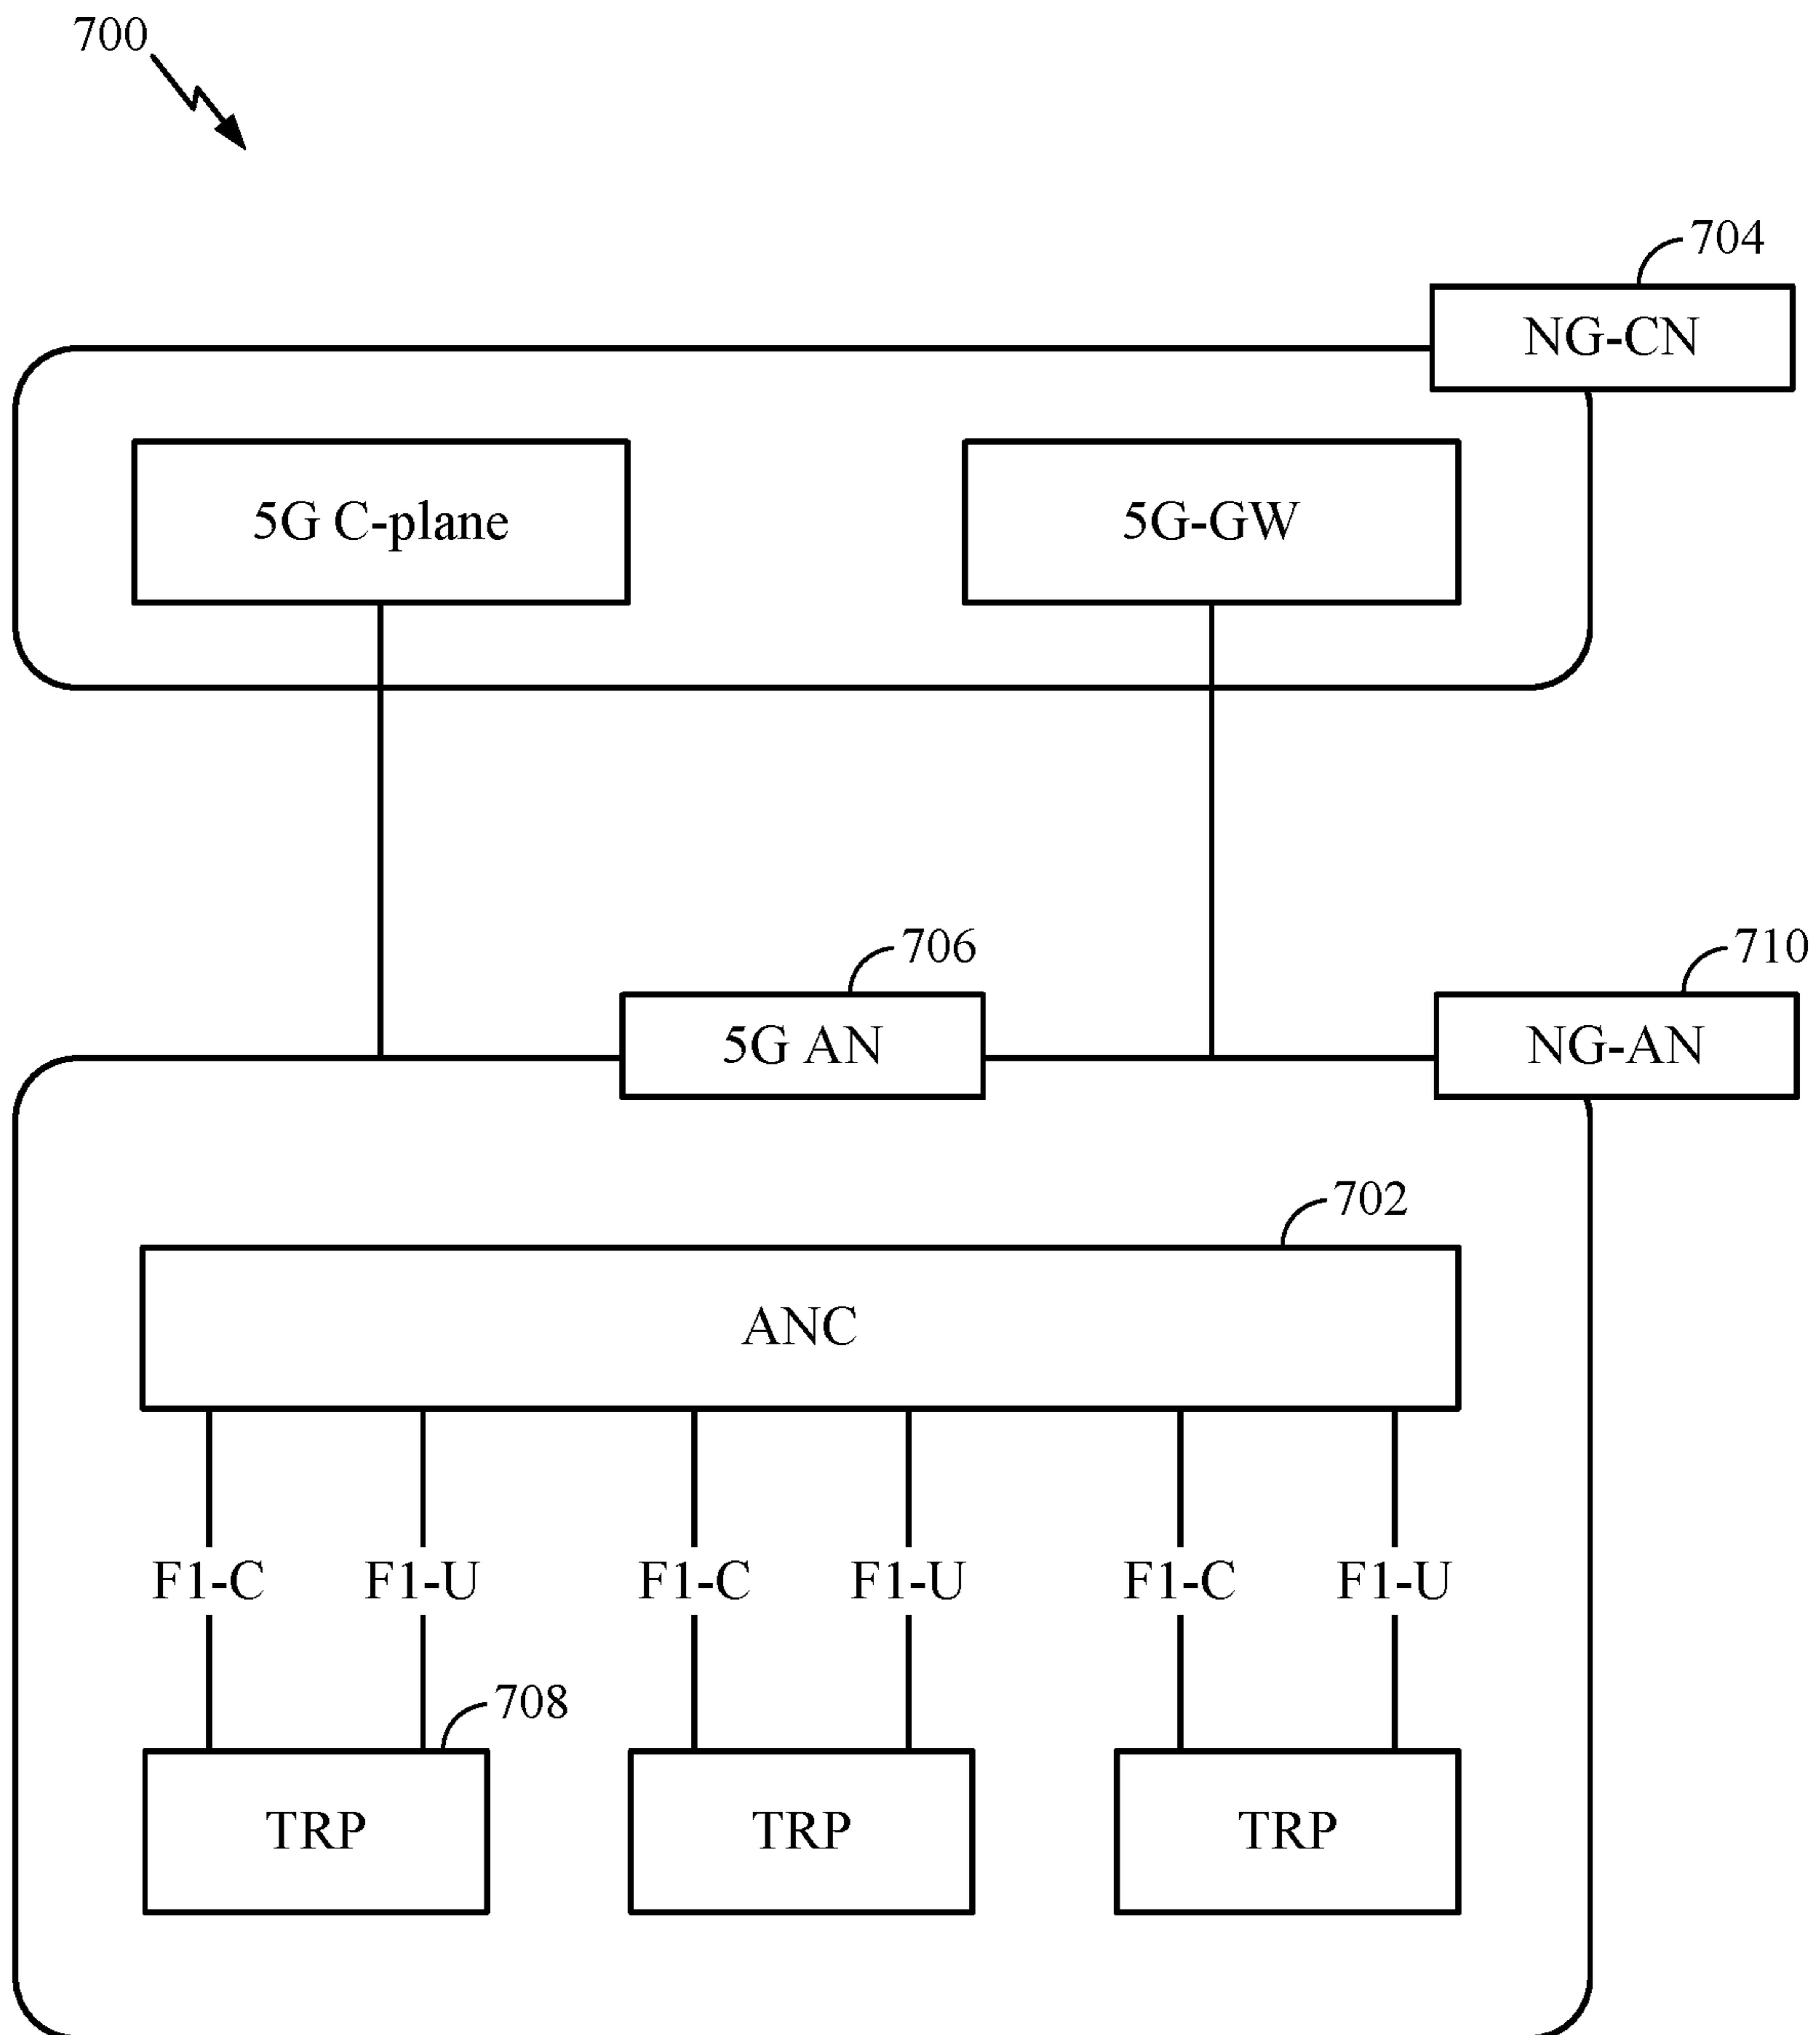 700
704
NG-CN
5G C-plane
5G-GW
706
710
5G AN
NG-AN
702
ANC
F1-C F1-U F1-C F1-U F1-C F1-U
708
TRP TRP TRP